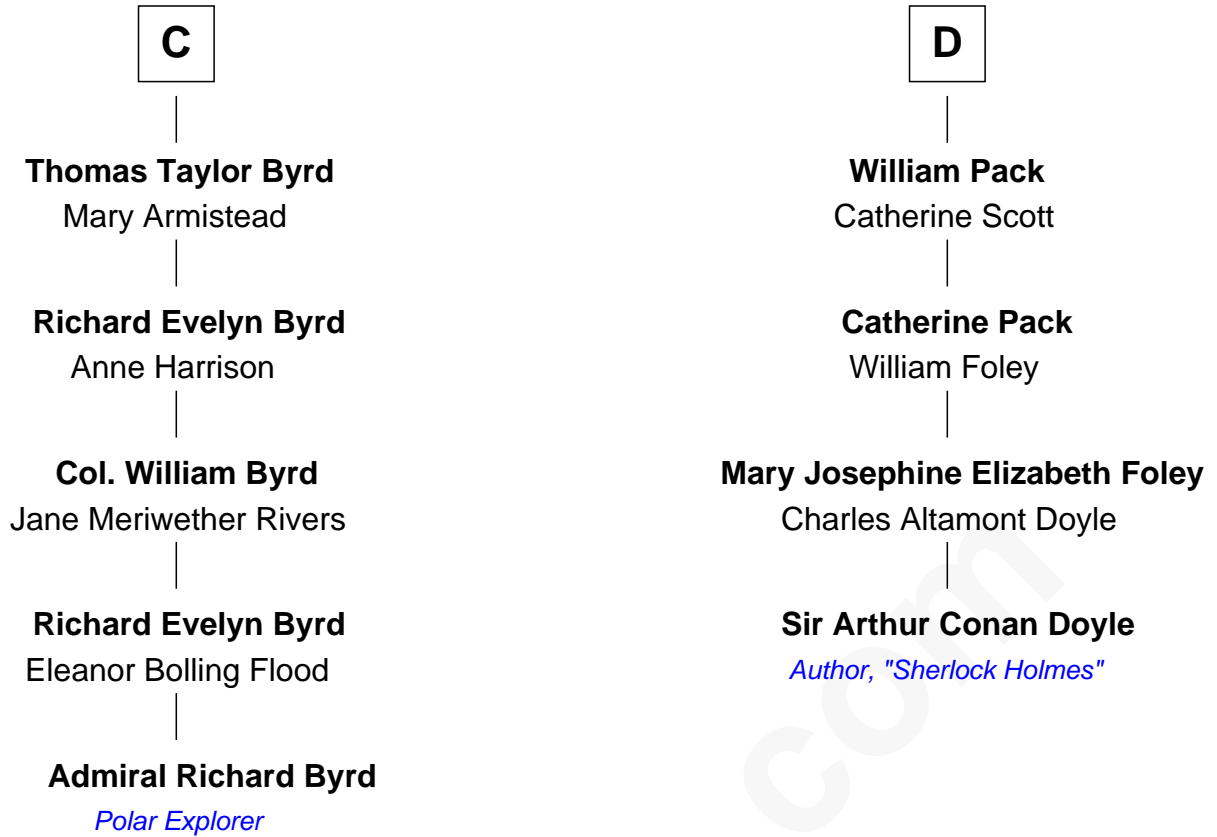 C
Thomas Taylor Byrd
Mary Armistead
Richard Evelyn Byrd
Anne Harrison
Col. William Byrd
Jane Meriwether Rivers
Richard Evelyn Byrd
Eleanor Bolling Flood
Admiral Richard Byrd
Polar Explorer
D
William Pack
Catherine Scott
Catherine Pack
William Foley
Mary Josephine Elizabeth Foley
Charles Altamont Doyle
Sir Arthur Conan Doyle
Author, "Sherlock Holmes"
com